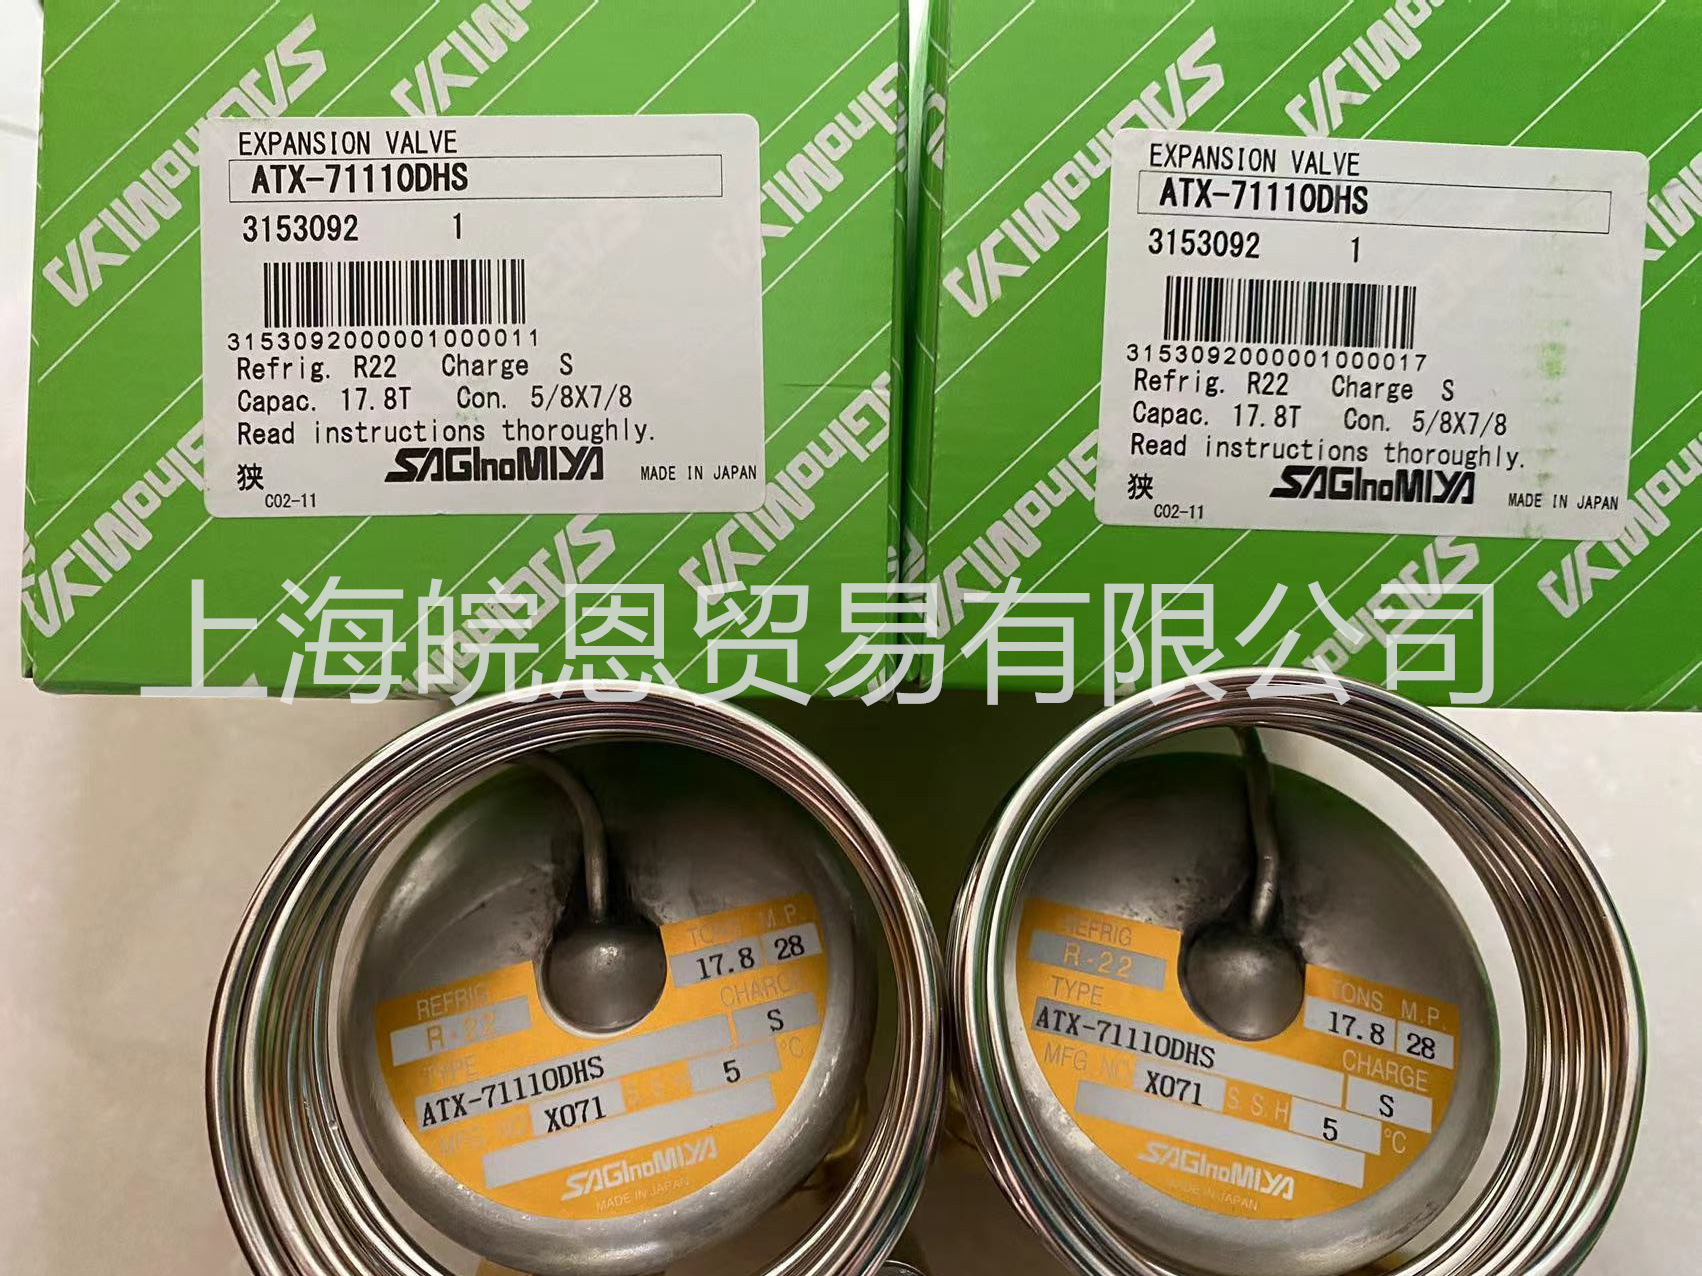 EXPANSION VALVE
ATX-71110DHS
3153092 1
3153092000001000011
Refrig. R22 Charge S
Capac. 17.8T Con. 5/8X7/8
Read instructions thoroughly.
狭 SAGInoMIYA MADE IN JAPAN
C02-11
EXPANSION VALVE
ATX-71110DHS
3153092 1
3153092000001000017
Refrig. R22 Charge S
Capac. 17.8T Con. 5/8X7/8
Read instructions thoroughly.
狭 SAGInoMIYA MADE IN JAPAN
C02-11
上海皖恩贸易有限公司
REFRIG TONS M.P.
R-22 17.8 28
TYPE CHARGE
ATX-71110DHS S
MFG. NO X071 S.S.H 5 °C
SAGInoMIYA
MADE IN JAPAN
REFRIG TONS M.P.
R-22 17.8 28
TYPE CHARGE
ATX-71110DHS S
MFG. NO X071 S.S.H 5 °C
SAGInoMIYA
MADE IN JAPAN